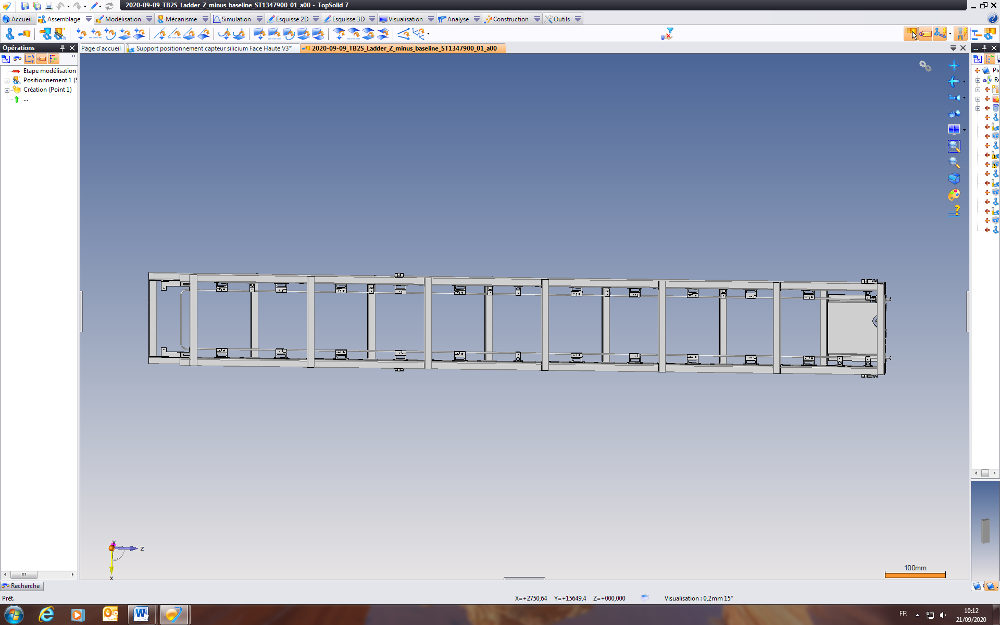 2020-09-09_TB2S_Ladder_Z_minus_baseline_ST1347900_01_a00 - TopSolid 7
Accueil Assemblage Modélisation Mécanisme Simulation Esquisse 2D Esquisse 3D Visualisation Analyse Construction Outils
Opérations
Page d'accueil Support positionnement capteur silicium Face Haute V3* 2020-09-09_TB2S_Ladder_Z_minus_baseline_ST1347900_01_a00
Etape modélisation
Positionnement 1 (S
Création (Point 1)
...
Pi
R
y
z
x
100mm
Recherche
Prêt.
X=+2750,64 Y=+15649,4 Z=+000,000 Visualisation : 0,2mm 15°
FR
10:12
21/09/2020